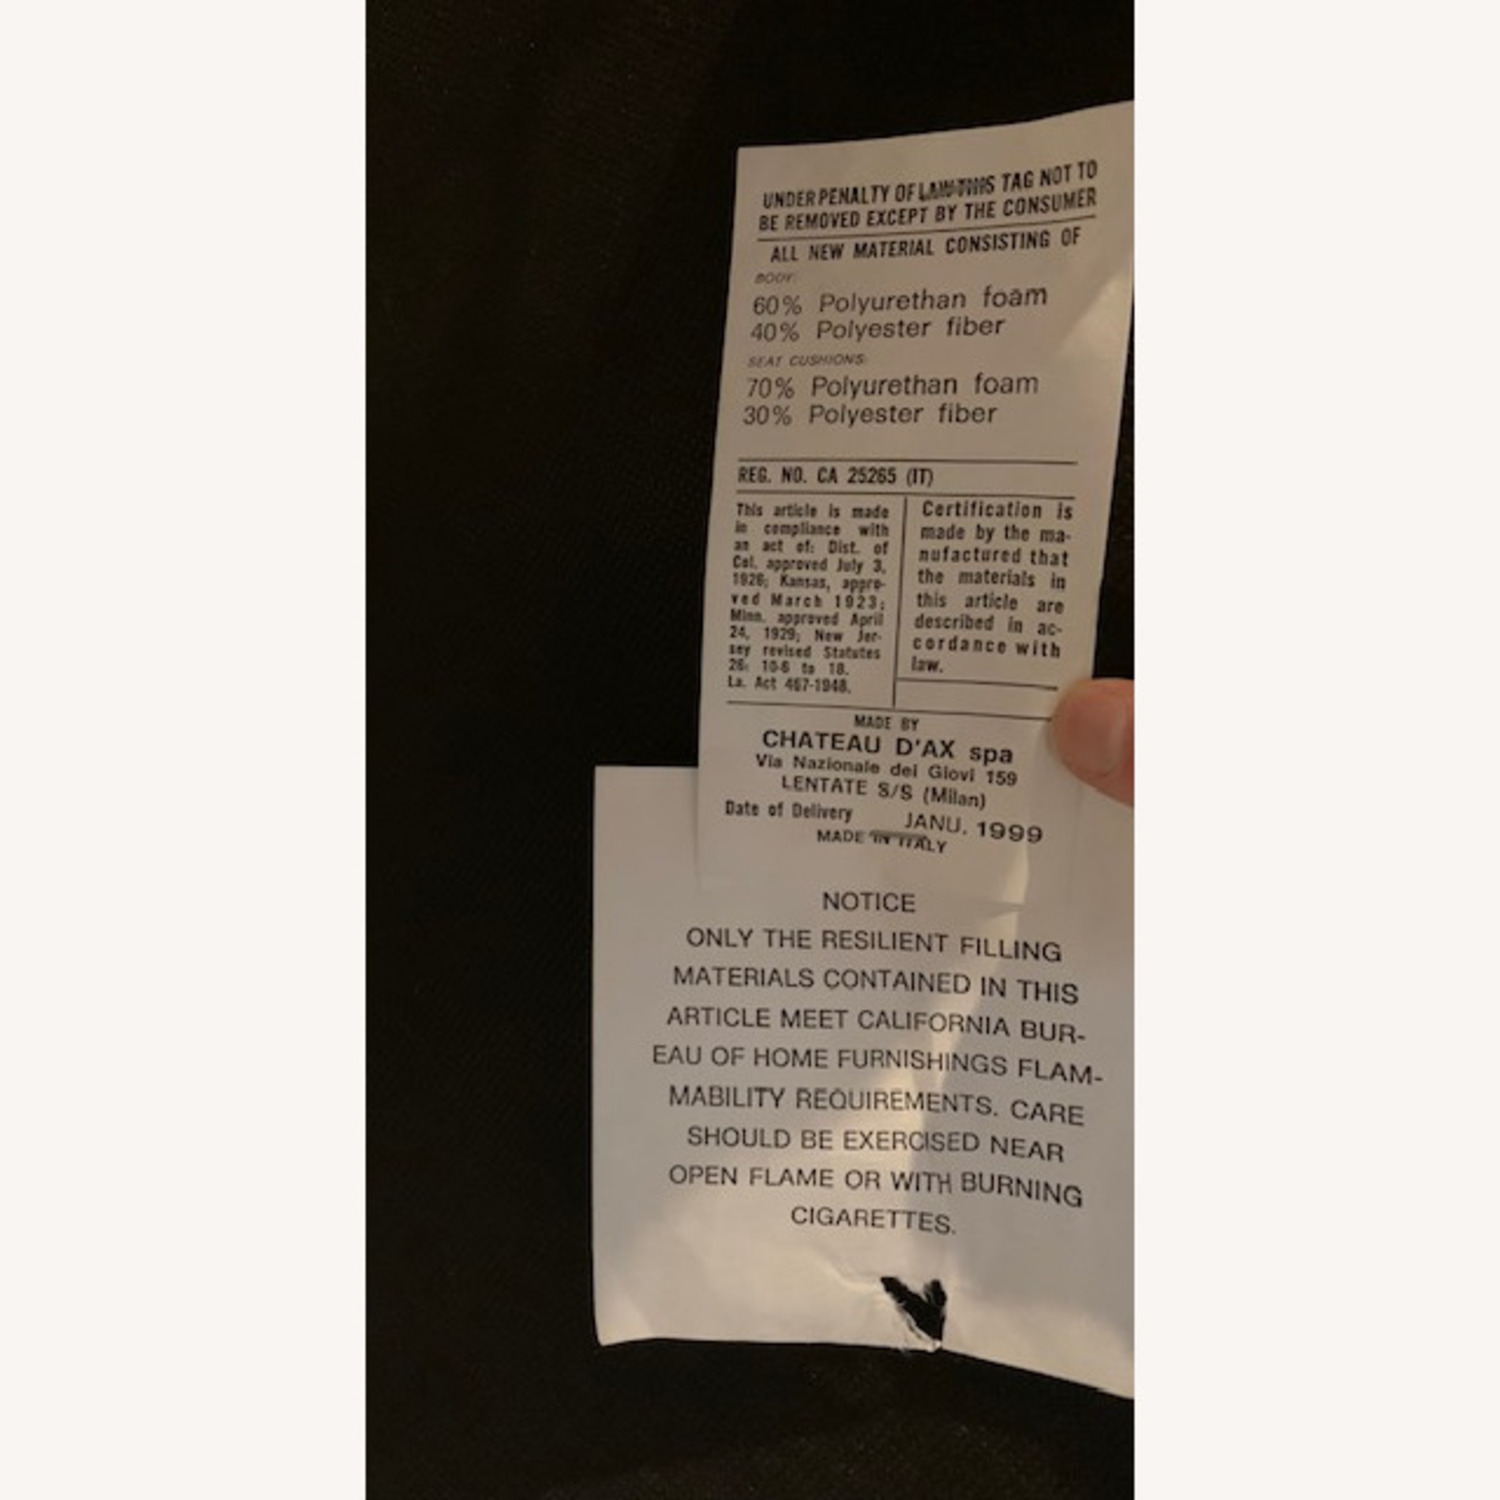 UNDER PENALTY OF LAW THIS TAG NOT TO
BE REMOVED EXCEPT BY THE CONSUMER
ALL NEW MATERIAL CONSISTING OF
BODY:
60% Polyurethan foam
40% Polyester fiber
SEAT CUSHIONS:
70% Polyurethan foam
30% Polyester fiber
REG. NO. CA 25265 (IT)
This article is made
in compliance with
an act of: Dist. of
Col. approved July 3,
1926; Kansas, appro-
ved March 1923;
Minn. approved April
24, 1929; New Jer-
sey revised Statutes
26: 10-6 to 18.
La. Act 467-1948.
Certification is
made by the ma-
nufactured that
the materials in
this article are
described in ac-
cordance with
law.
MADE BY
CHATEAU D'AX spa
Via Nazionale dei Giovi 159
LENTATE S/S (Milan)
Date of Delivery JANU. 1999
MADE IN ITALY
NOTICE
ONLY THE RESILIENT FILLING
MATERIALS CONTAINED IN THIS
ARTICLE MEET CALIFORNIA BUR-
EAU OF HOME FURNISHINGS FLAM-
MABILITY REQUIREMENTS. CARE
SHOULD BE EXERCISED NEAR
OPEN FLAME OR WITH BURNING
CIGARETTES.